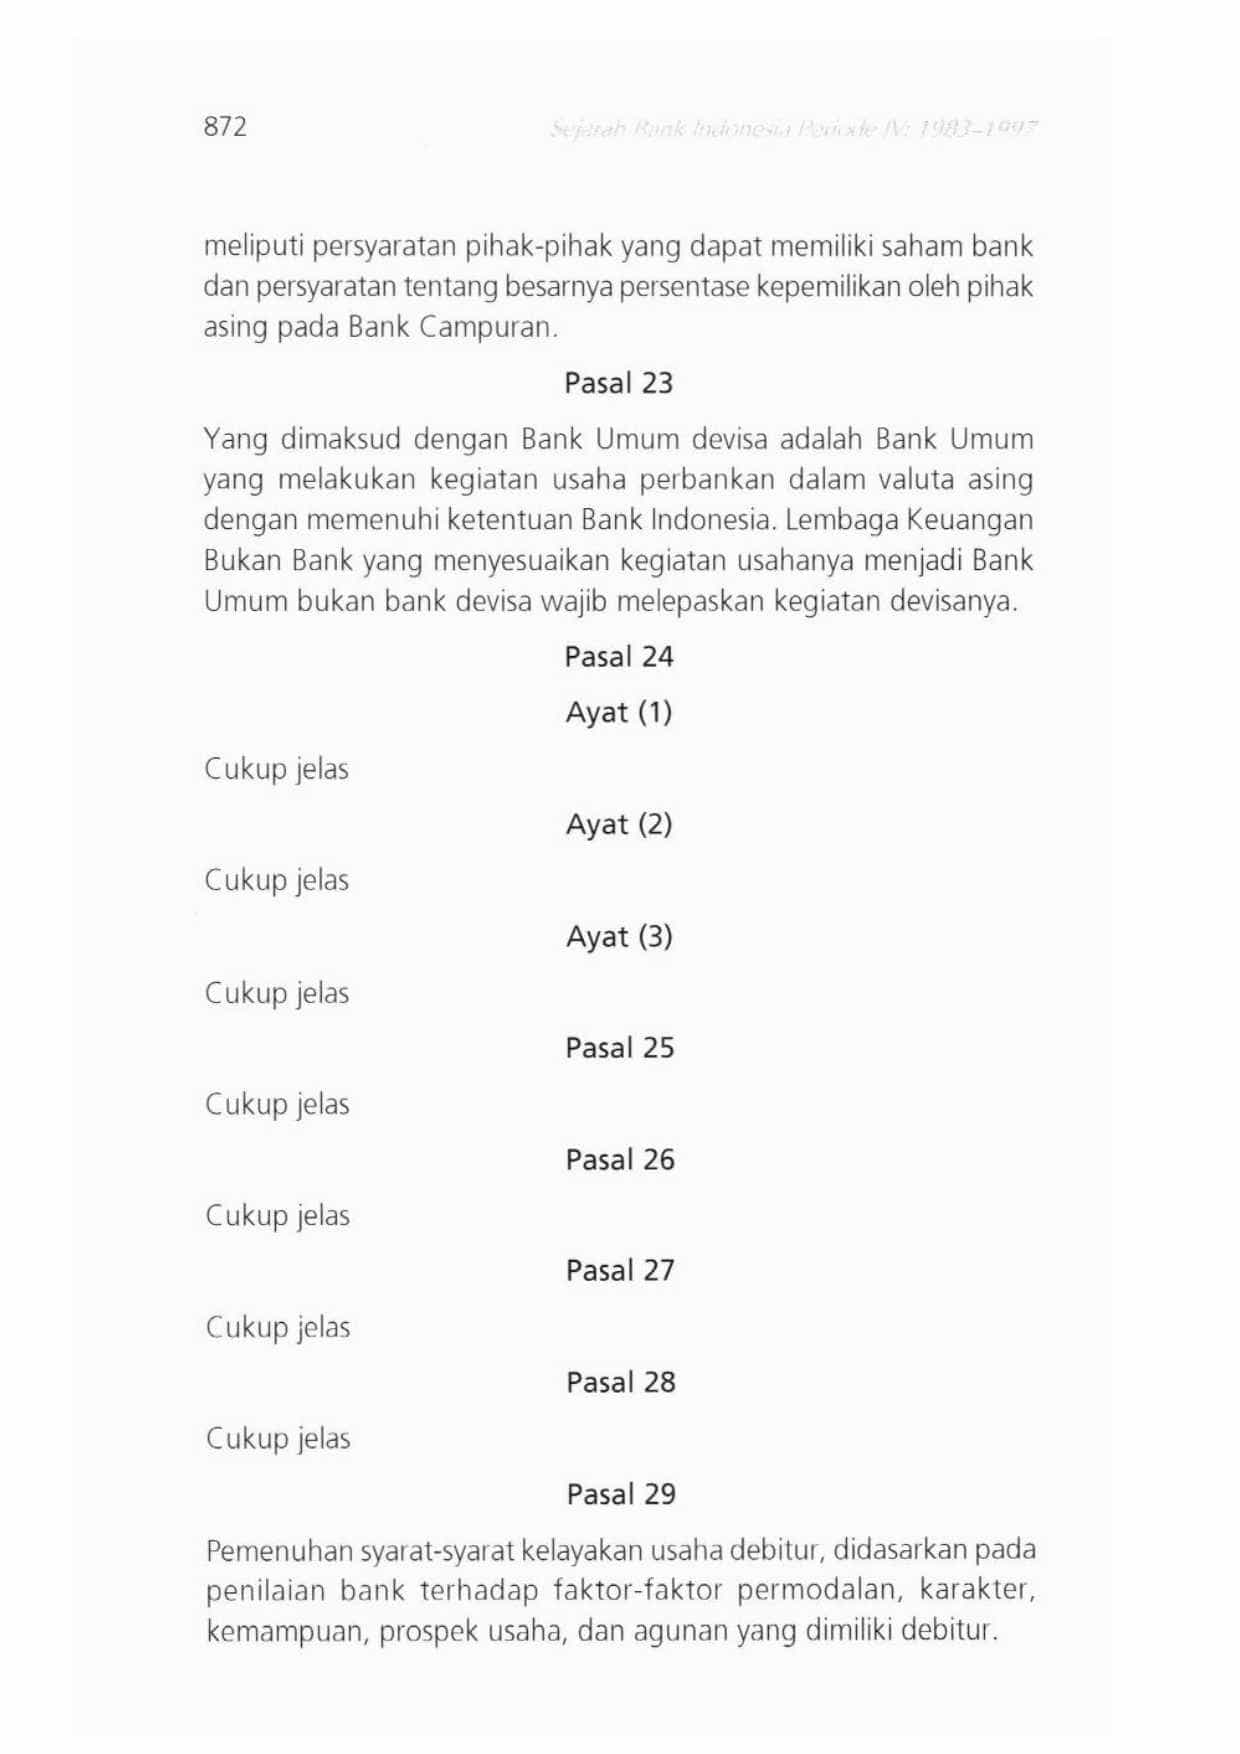 872
Sejarah Bank Indonesia Periode IV: 1983–1997
meliputi persyaratan pihak-pihak yang dapat memiliki saham bank
dan persyaratan tentang besarnya persentase kepemilikan oleh pihak
asing pada Bank Campuran.
Pasal 23
Yang dimaksud dengan Bank Umum devisa adalah Bank Umum
yang melakukan kegiatan usaha perbankan dalam valuta asing
dengan memenuhi ketentuan Bank Indonesia. Lembaga Keuangan
Bukan Bank yang menyesuaikan kegiatan usahanya menjadi Bank
Umum bukan bank devisa wajib melepaskan kegiatan devisanya.
Pasal 24
Ayat (1)
Cukup jelas
Ayat (2)
Cukup jelas
Ayat (3)
Cukup jelas
Pasal 25
Cukup jelas
Pasal 26
Cukup jelas
Pasal 27
Cukup jelas
Pasal 28
Cukup jelas
Pasal 29
Pemenuhan syarat-syarat kelayakan usaha debitur, didasarkan pada
penilaian bank terhadap faktor-faktor permodalan, karakter,
kemampuan, prospek usaha, dan agunan yang dimiliki debitur.